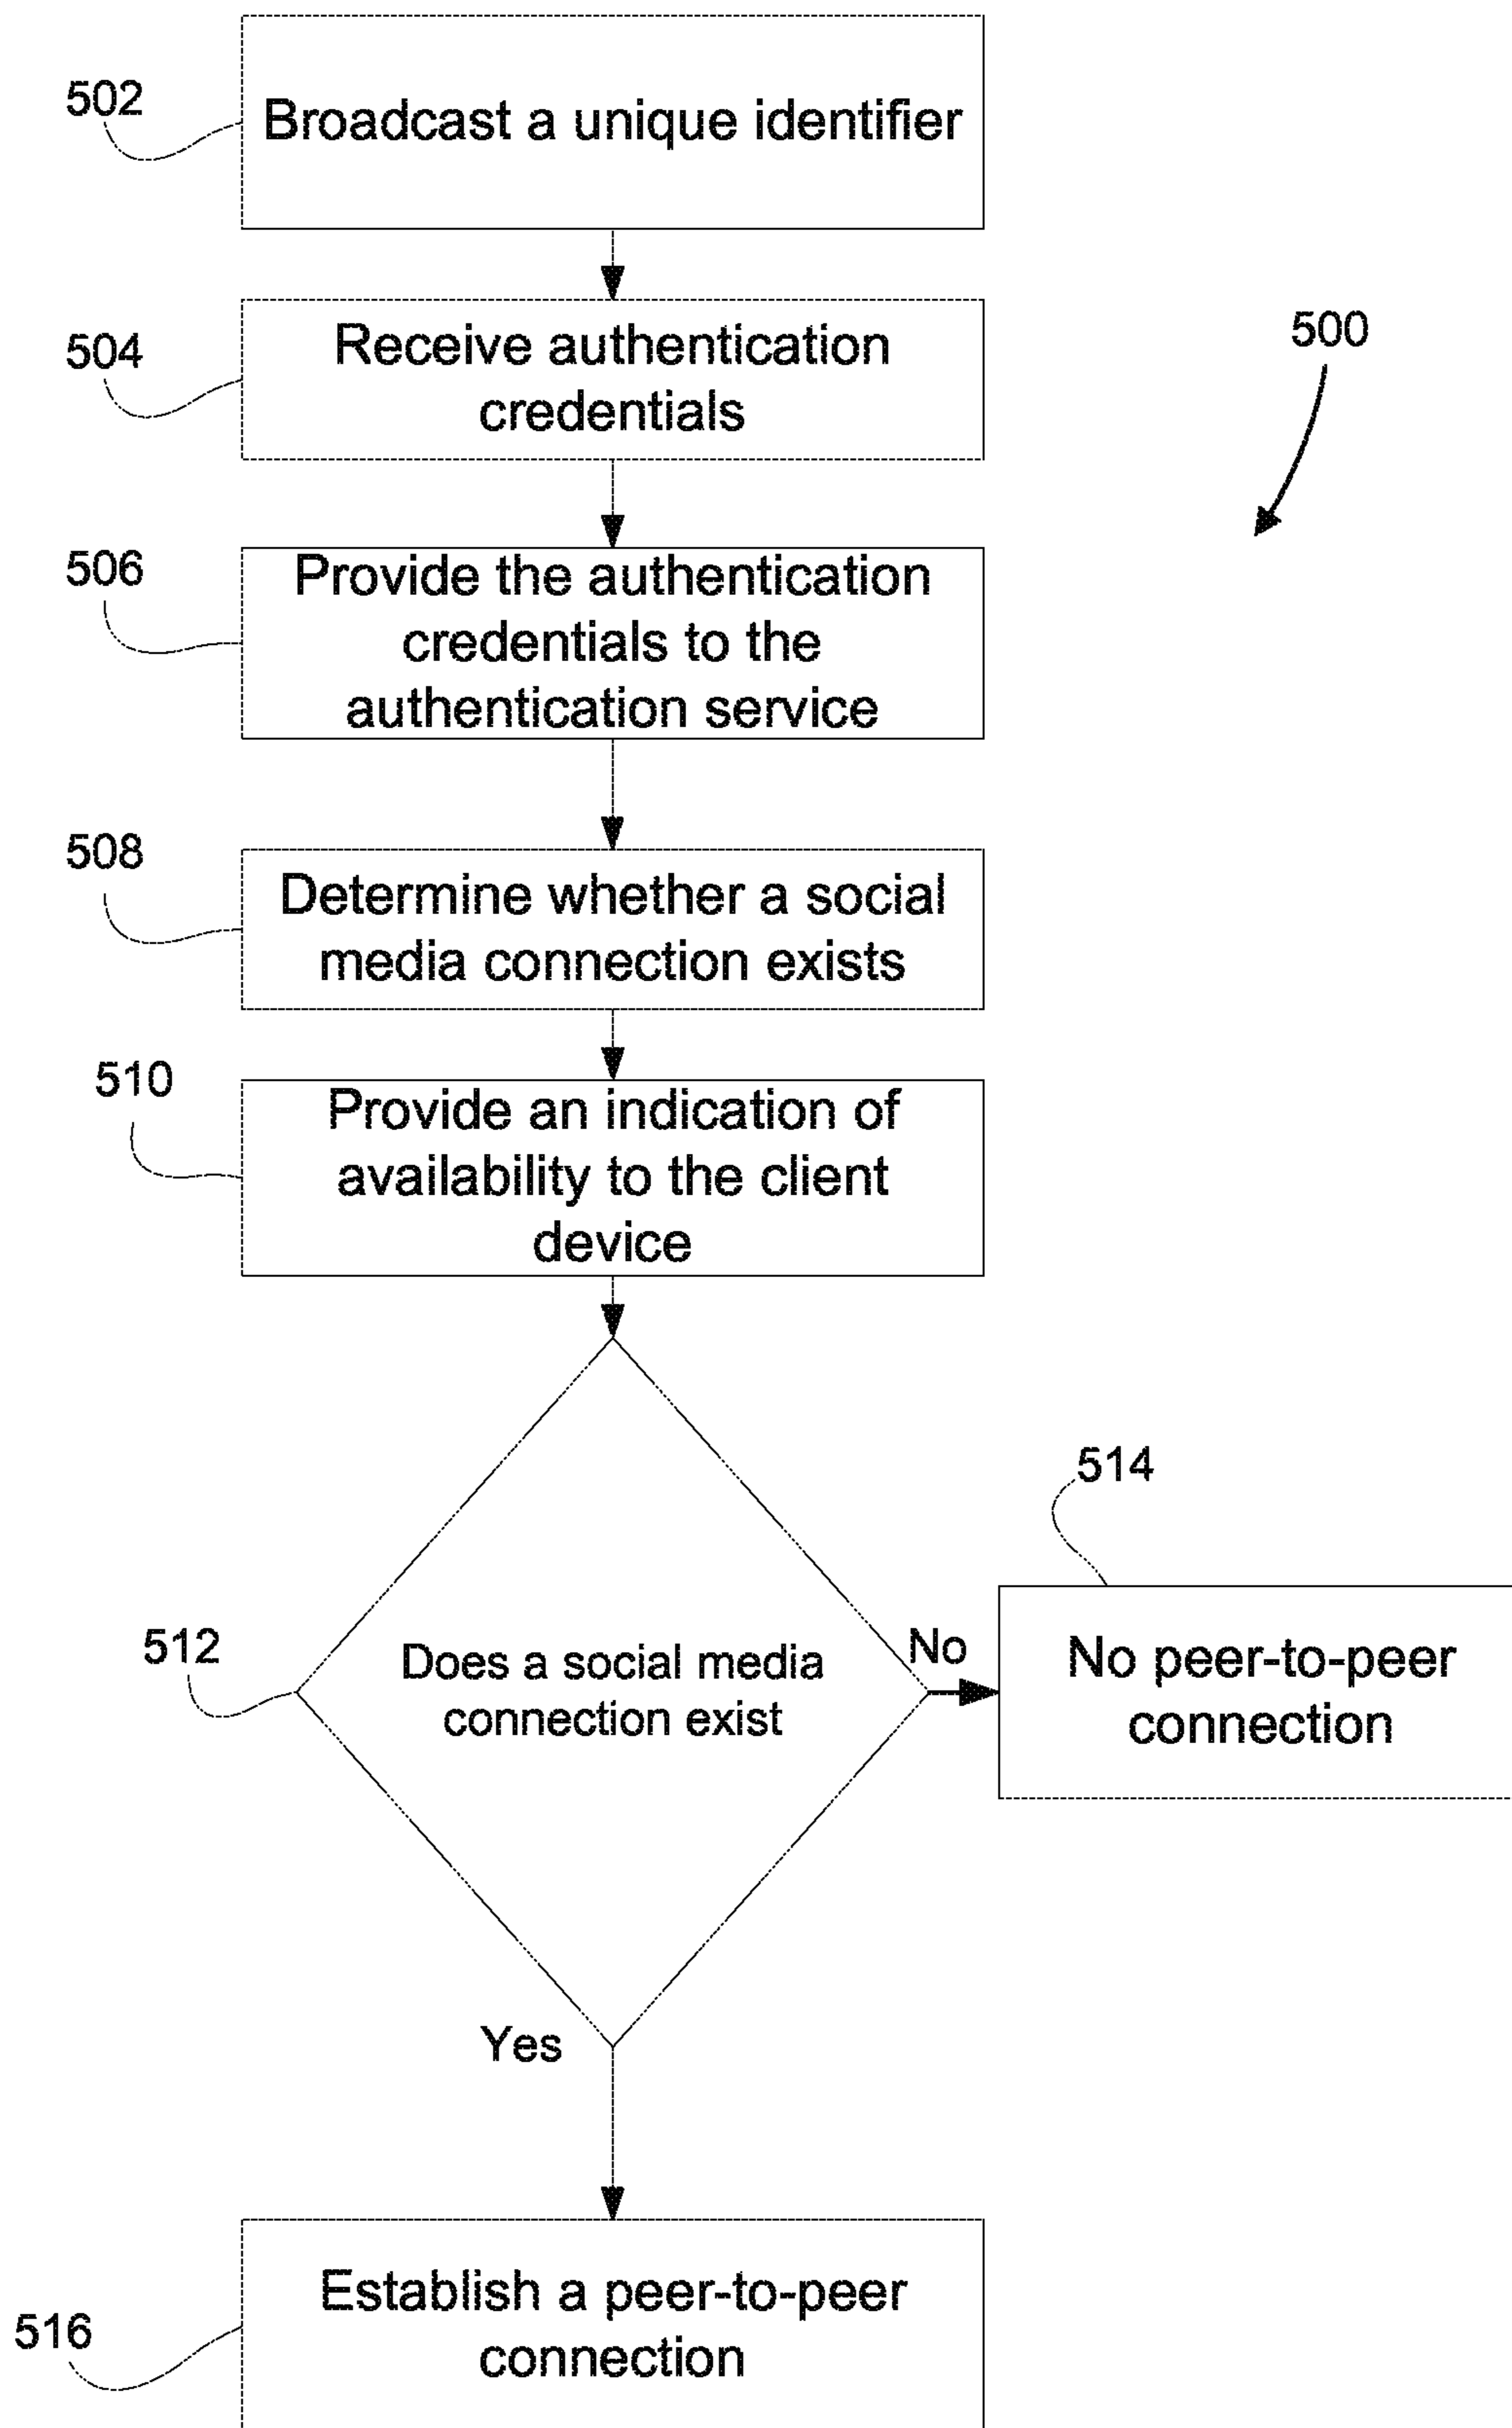 502
Broadcast a unique identifier
504
Receive authentication
credentials
500
506
Provide the authentication
credentials to the
authentication service
508
Determine whether a social
media connection exists
510
Provide an indication of
availability to the client
device
514
512
Does a social media
connection exist
No
No peer-to-peer
connection
Yes
516
Establish a peer-to-peer
connection